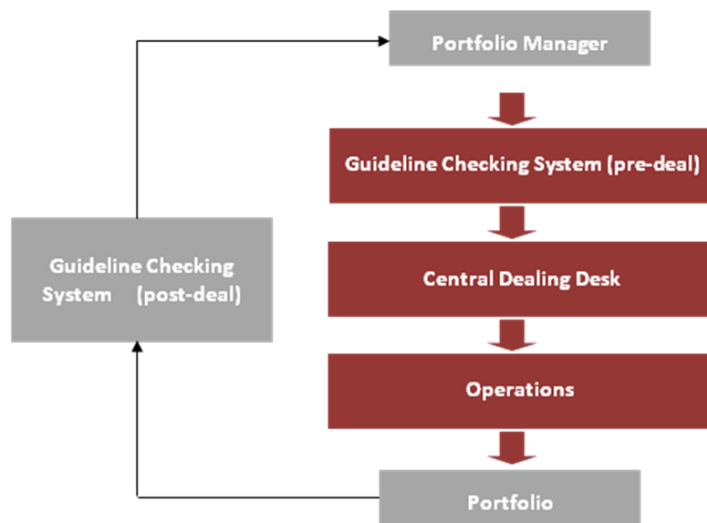 Portfolio Manager
Guideline Checking System (pre-deal)
Guideline Checking
System (post-deal)
Central Dealing Desk
Operations
Portfolio